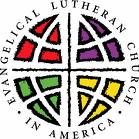 EVANGELICAL LUTHERAN CHURCH
· IN AMERICA ·